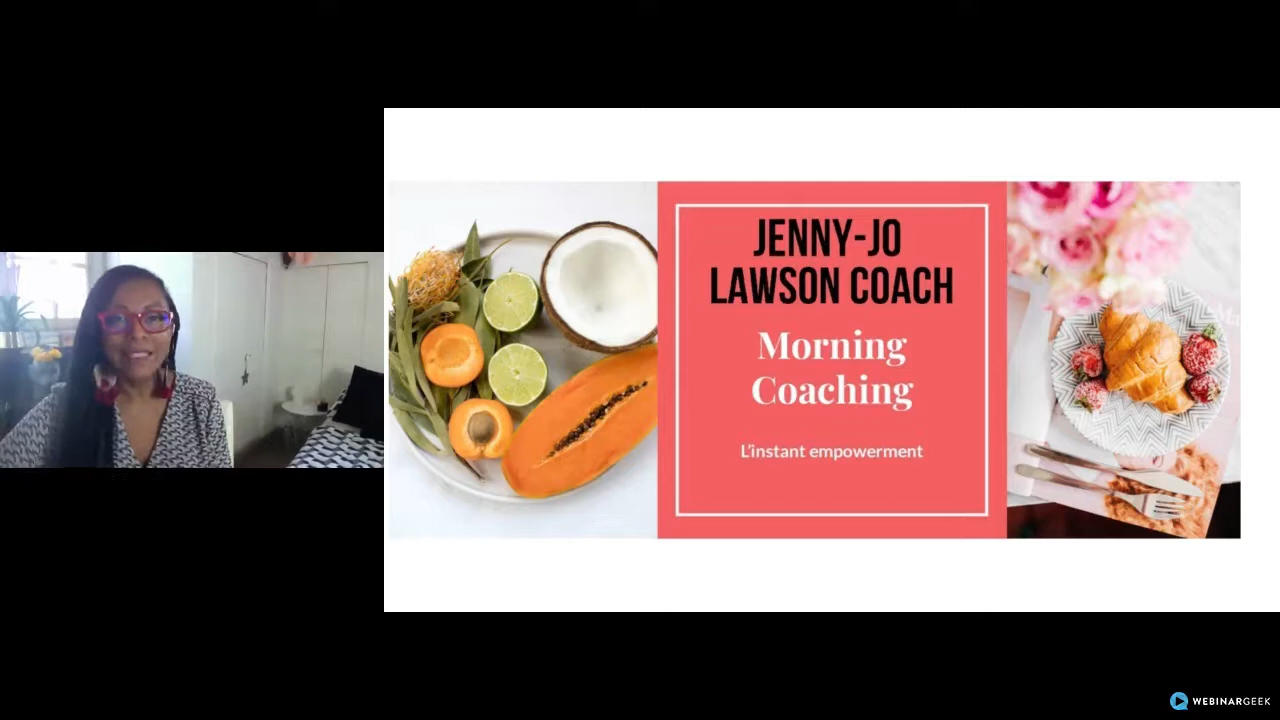 JENNY-JO
LAWSON COACH
Morning
Coaching
L'instant empowerment
WEBINARGEEK